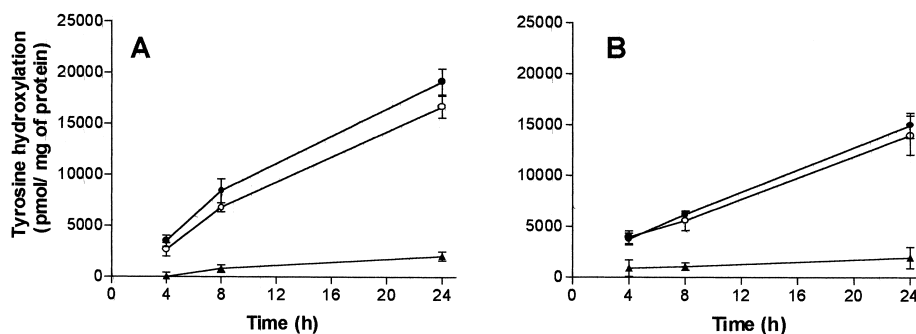 A
B
Tyrosine hydroxylation
(pmol/ mg of protein)
25000
20000
15000
10000
5000
0
0 4 8 12 16 20 24
Time (h)
25000
20000
15000
10000
5000
0
0 4 8 12 16 20 24
Time (h)